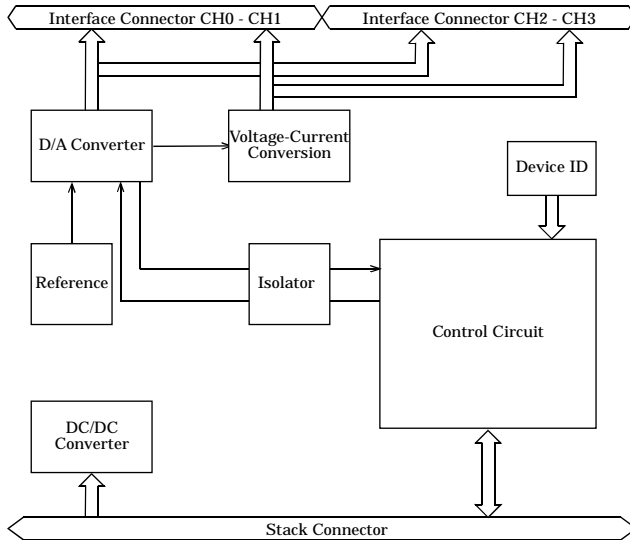 Interface Connector CH0 - CH1
Interface Connector CH2 - CH3
D/A Converter
Voltage-Current
Conversion
Device ID
Reference
Isolator
Control Circuit
DC/DC
Converter
Stack Connector